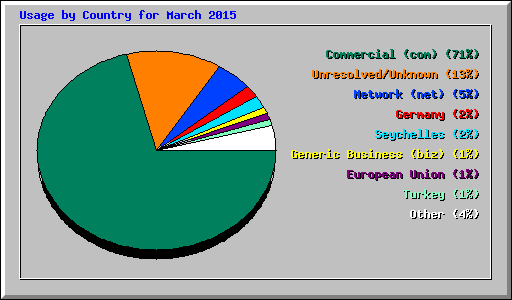 Usage by Country for March 2015
Commercial (com) (71%)
Unresolved/Unknown (13%)
Network (net) (5%)
Germany (2%)
Seychelles (2%)
Generic Business (biz) (1%)
European Union (1%)
Turkey (1%)
Other (4%)